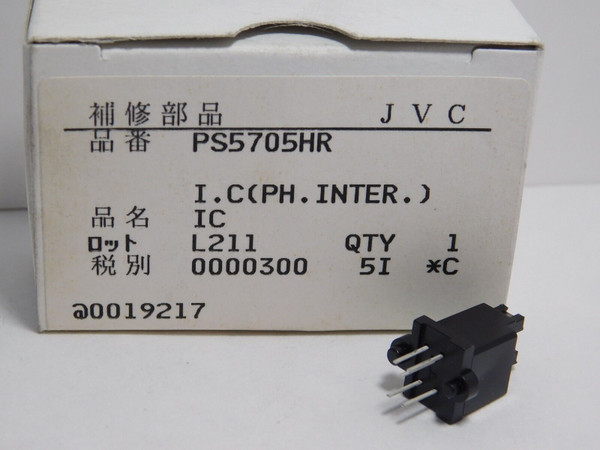 補修部品 JVC
品番 PS5705HR
I.C(PH.INTER.)
品名 IC
ロット L211 QTY 1
税別 0000300 5I *C
@0019217